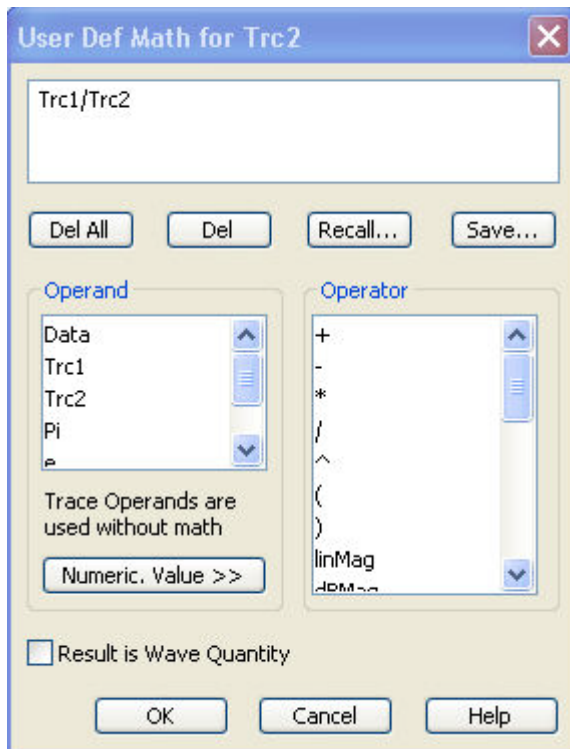 User Def Math for Trc2
Trc1/Trc2
Del All
Del
Recall...
Save...
Operand
Data
Trc1
Trc2
Pi
e
Trace Operands are
used without math
Numeric. Value >>
Operator
+
-
*
/
^
(
)
linMag
dBMag
Result is Wave Quantity
OK
Cancel
Help